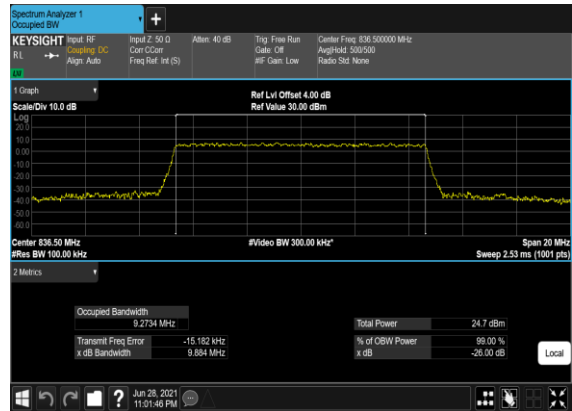 Spectrum Analyzer 1
Occupied BW
KEYSIGHT
RL
Input: RF
Coupling: DC
Align: Auto
Input Z: 50 Ω
Corr CCorr
Freq Ref: Int (S)
Atten: 40 dB
Trig: Free Run
Gate: Off
#IF Gain: Low
Center Freq: 836.500000 MHz
Avg|Hold: 500/500
Radio Std: None
1 Graph
Scale/Div 10.0 dB
Ref Lvl Offset 4.00 dB
Ref Value 30.00 dBm
Log
20.0
10.0
0.00
-10.0
-20.0
-30.0
-40.0
-50.0
-60.0
Center 836.50 MHz
#Res BW 100.00 kHz
#Video BW 300.00 kHz*
Span 20 MHz
Sweep 2.53 ms (1001 pts)
2 Metrics
Occupied Bandwidth
9.2734 MHz
Total Power 24.7 dBm
Transmit Freq Error -15.182 kHz
% of OBW Power 99.00 %
x dB Bandwidth 9.884 MHz
x dB -26.00 dB
Local
Jun 28, 2021
11:01:46 PM